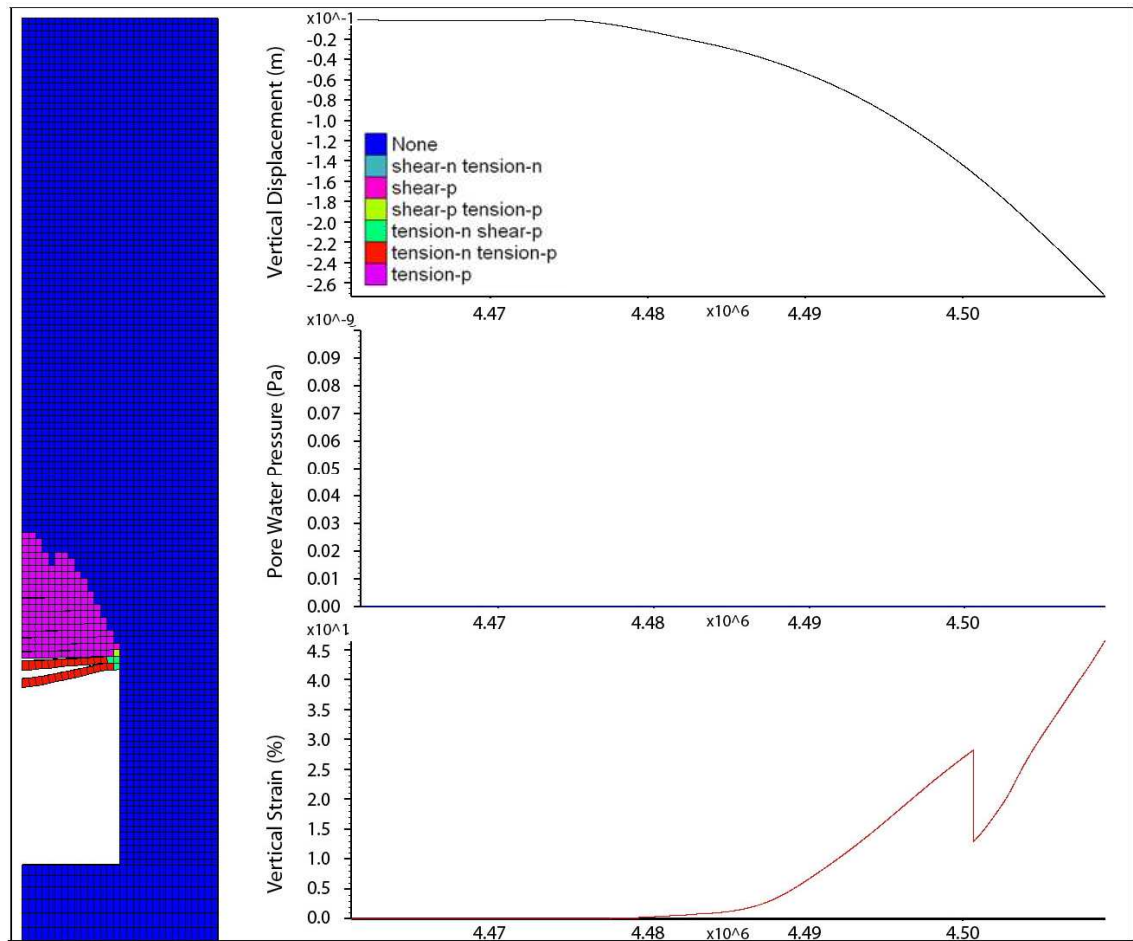 x10^-1
-0.2
-0.4
-0.6
-0.8
-1.0
-1.2
-1.4
-1.6
-1.8
-2.0
-2.2
-2.4
-2.6
Vertical Displacement (m)
None
shear-n tension-n
shear-p
shear-p tension-p
tension-n shear-p
tension-n tension-p
tension-p
4.47 4.48 x10^6 4.49 4.50
x10^-9
0.09
0.08
0.07
0.06
0.05
0.04
0.03
0.02
0.01
0.00
Pore Water Pressure (Pa)
4.47 4.48 x10^6 4.49 4.50
x10^1
4.5
4.0
3.5
3.0
2.5
2.0
1.5
1.0
0.5
0.0
Vertical Strain (%)
4.47 4.48 x10^6 4.49 4.50